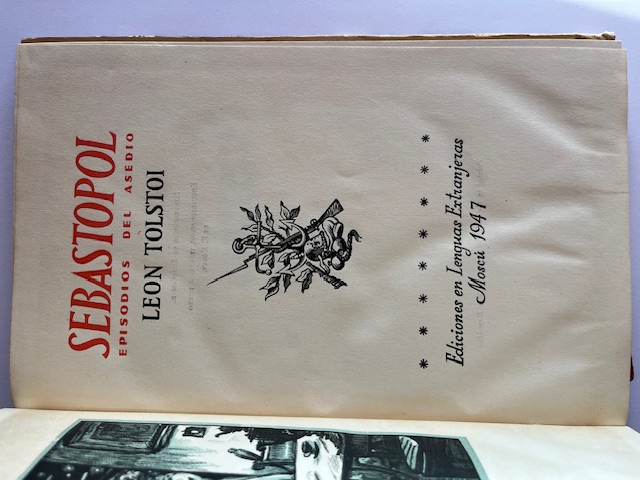 SEBASTOPOL
EPISODIOS DEL ASEDIO
LEON TOLSTOI
* * * * * * * *
Ediciones en Lenguas Extranjeras
Moscú 1947